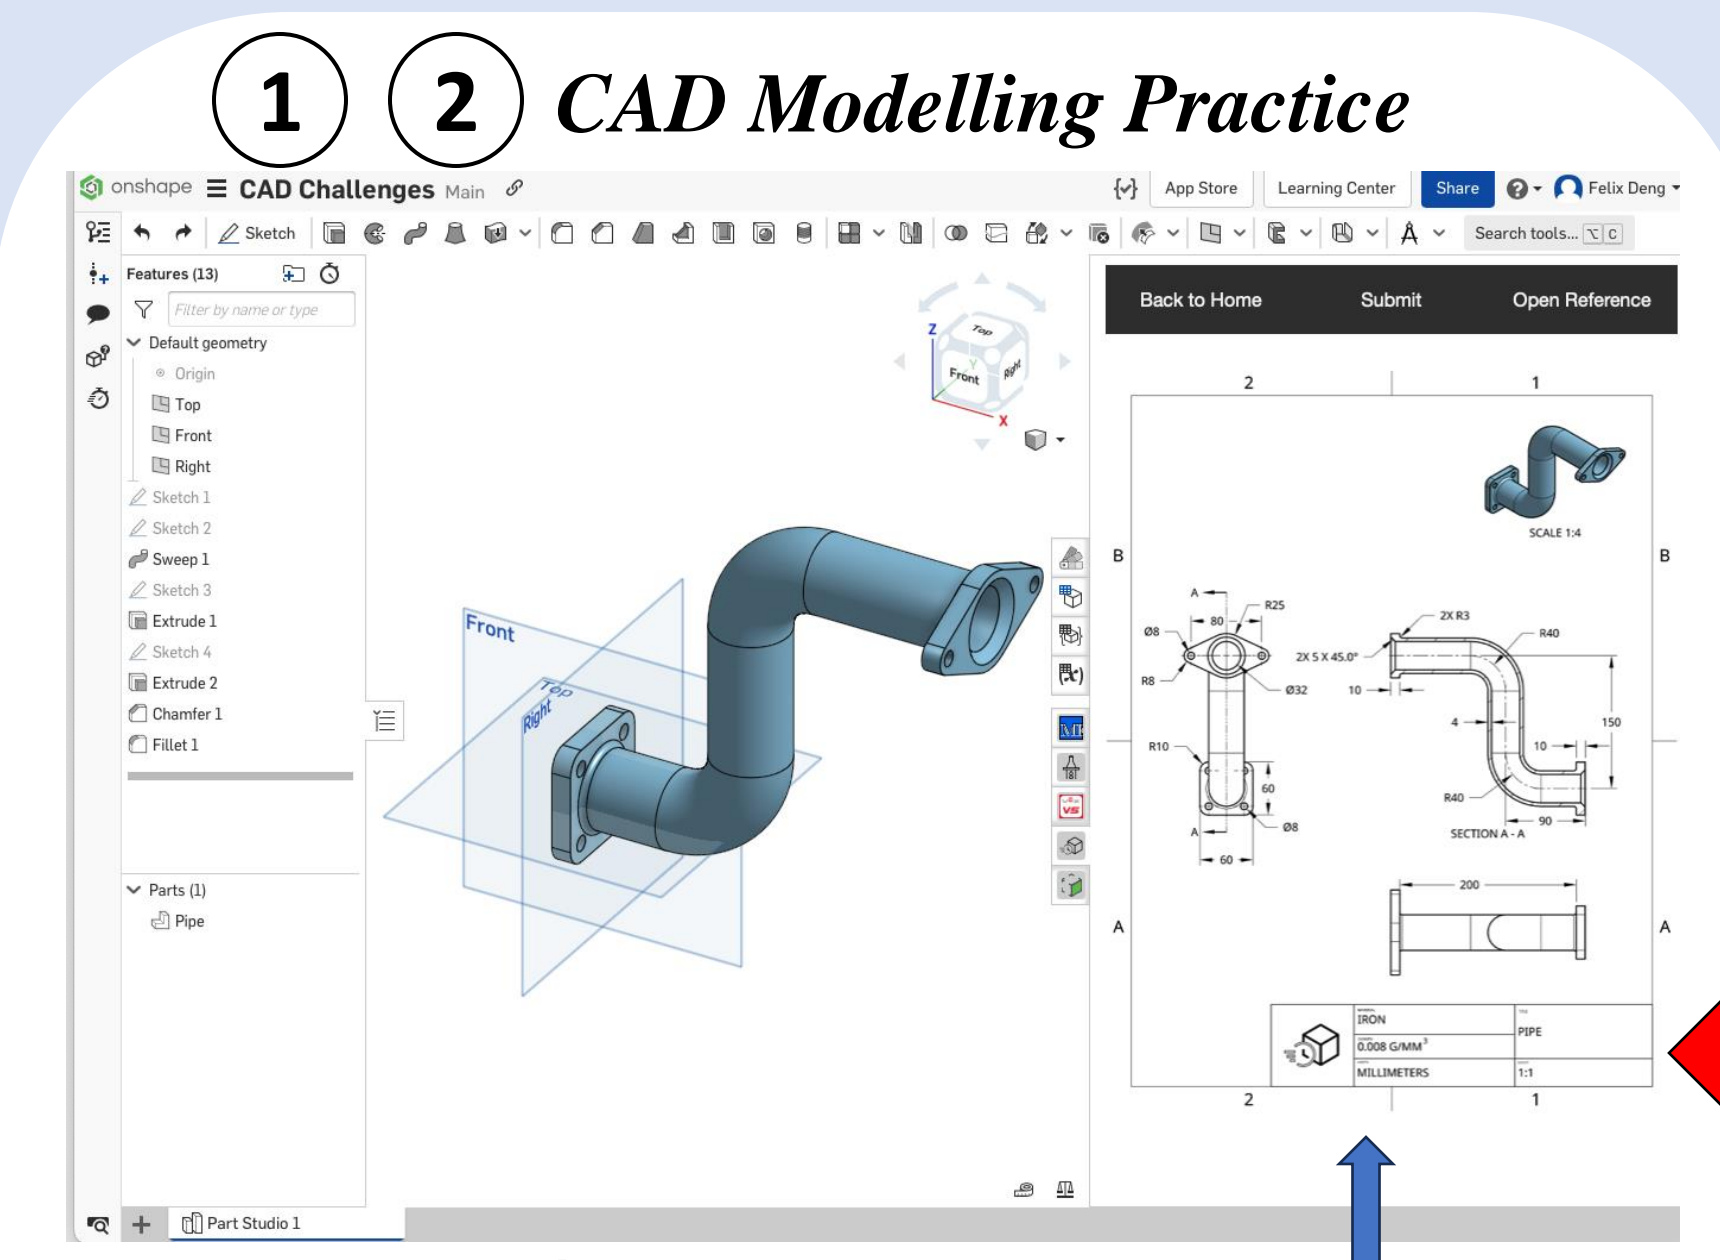 1 2 CAD Modelling Practice
onshape CAD Challenges Main
App Store Learning Center Share Felix Deng
Sketch
Search tools... ⌥ C
Features (13)
Filter by name or type
Default geometry
Origin
Top
Front
Right
Sketch 1
Sketch 2
Sweep 1
Sketch 3
Extrude 1
Sketch 4
Extrude 2
Chamfer 1
Fillet 1
Parts (1)
Pipe
Front
Top
Right
Z
Top
Y
Front
Right
X
Back to Home Submit Open Reference
2 1
SCALE 1:4
B B
A
R25
80
Ø8
R8
Ø32
R10
60
Ø8
A
60
2X R3
R40
2X 5 X 45.0°
10
4
150
10
R40
90
SECTION A - A
200
A A
IRON
PIPE
0.008 G/MM³
MILLIMETERS
1:1
2 1
Part Studio 1